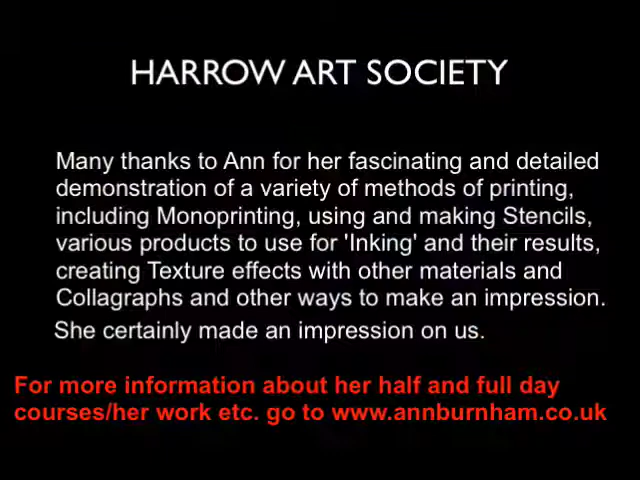 HARROW ART SOCIETY
Many thanks to Ann for her fascinating and detailed
demonstration of a variety of methods of printing,
including Monoprinting, using and making Stencils,
various products to use for 'Inking' and their results,
creating Texture effects with other materials and
Collagraphs and other ways to make an impression.
She certainly made an impression on us.
For more information about her half and full day
courses/her work etc. go to www.annburnham.co.uk